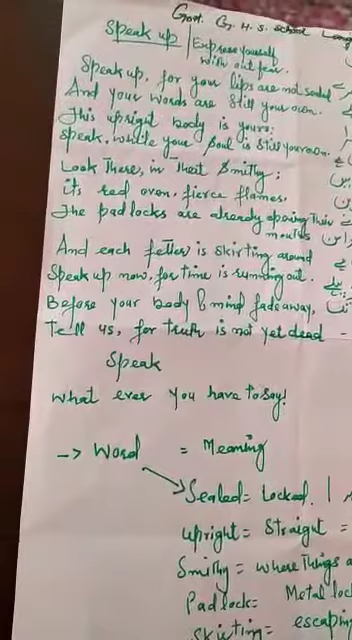 Govt. G. H. S. School
Speak up / Express yourself
with out fear.
Speak up, for your lips are not sealed
And your words are still your own.
This upright body is yours;
Speak, while your soul is still your own.
Look There, in Their Smithy;
its red oven, fierce flames,
The padlocks are already opening their
mouths
And each fetter is skirting around
Speak up now, for time is running out.
Before your body & mind fade away,
Tell us, for truth is not yet dead
Speak
What ever you have to say!
-> Word = Meaning
Sealed = Locked. |
Upright = Straight =
Smithy = where Things
Padlock = Metal
Skirting = escaping